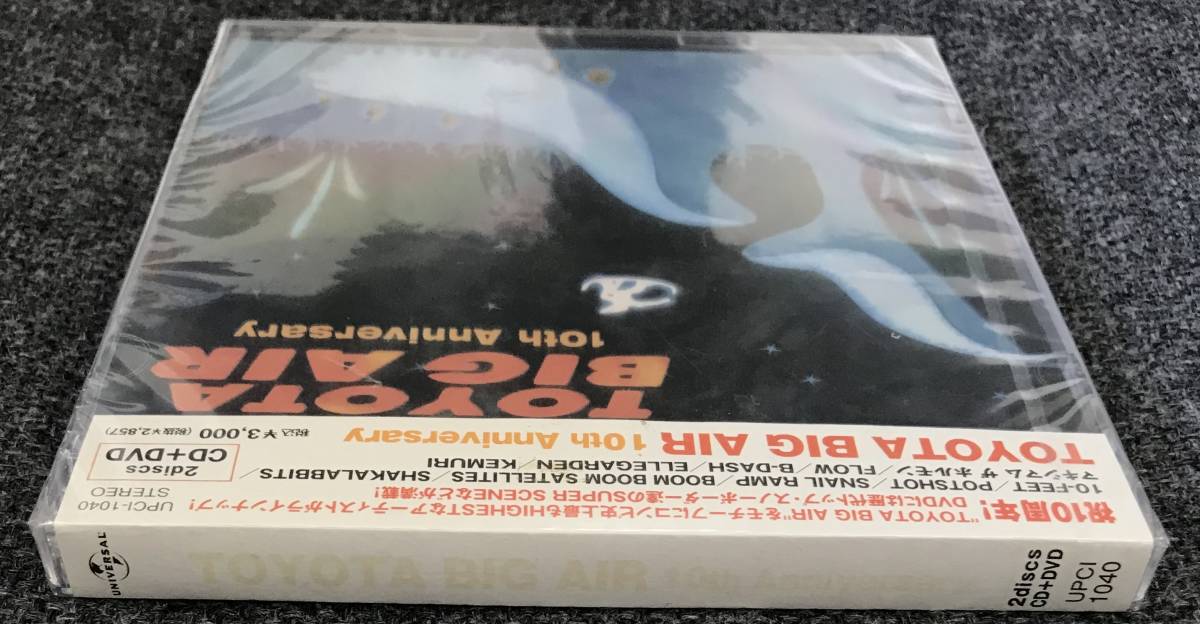 10th Anniversary
TOYOTA
BIG AIR
祝10周年!
"TOYOTA BIG AIR"をモチーフにコンピ史上最もHIGHESTなアーティストがラインナップ!
DVDには歴代トップ・スノーボーダー達のSUPER SCENEなどが満載!
10-FEET/POTSHOT/SNAIL RAMP/BOOM BOOM SATELLITES/SHAKALABBITS
マキシマム ザ ホルモン/FLOW/B-DASH/ELLEGARDEN/KEMURI
TOYOTA BIG AIR 10th Anniversary
UPCI-1040
STEREO
2discs
CD+DVD
税込¥3,000 (税抜¥2,857)
UNIVERSAL
TOYOTA BIG AIR 10th Anniversary
2discs
CD+DVD
UPCI
1040